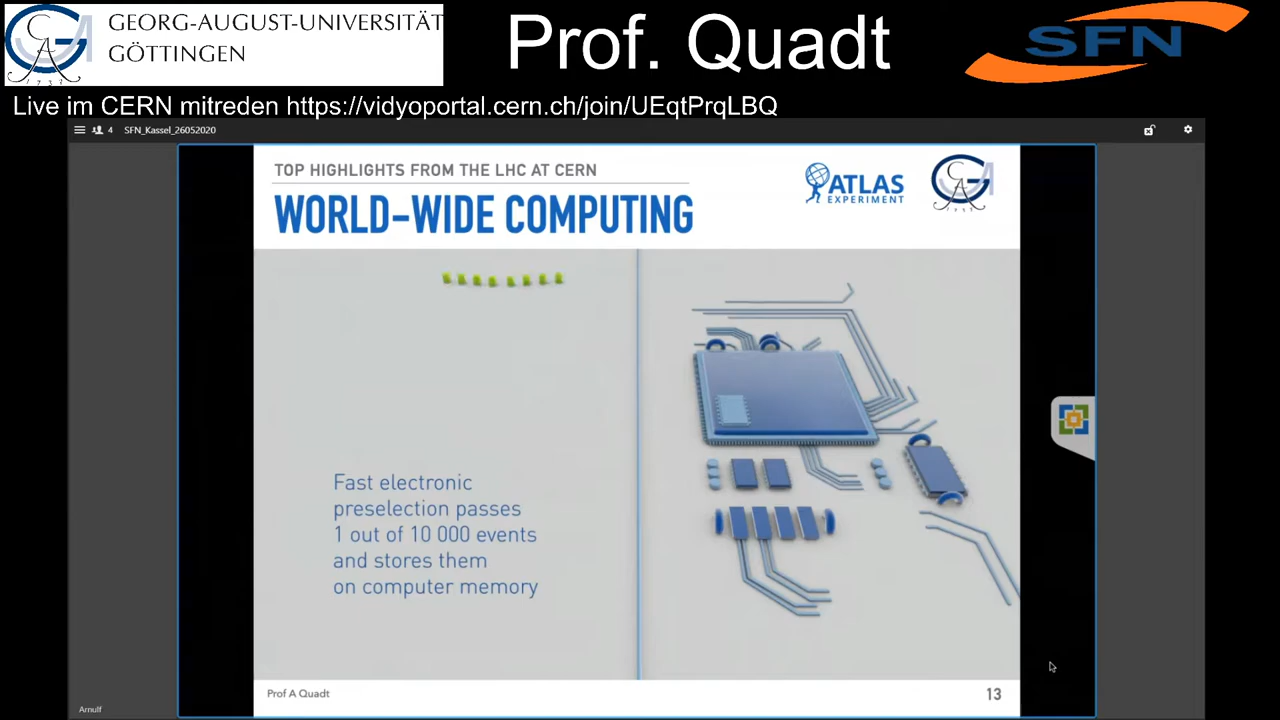 GEORG-AUGUST-UNIVERSITÄT
GÖTTINGEN
Prof. Quadt
SFN
Live im CERN mitreden https://vidyoportal.cern.ch/join/UEqtPrqLBQ
4 SFN_Kassel_26052020
TOP HIGHLIGHTS FROM THE LHC AT CERN
WORLD-WIDE COMPUTING
ATLAS
EXPERIMENT
Fast electronic
preselection passes
1 out of 10 000 events
and stores them
on computer memory
Prof A Quadt
13
Arnulf